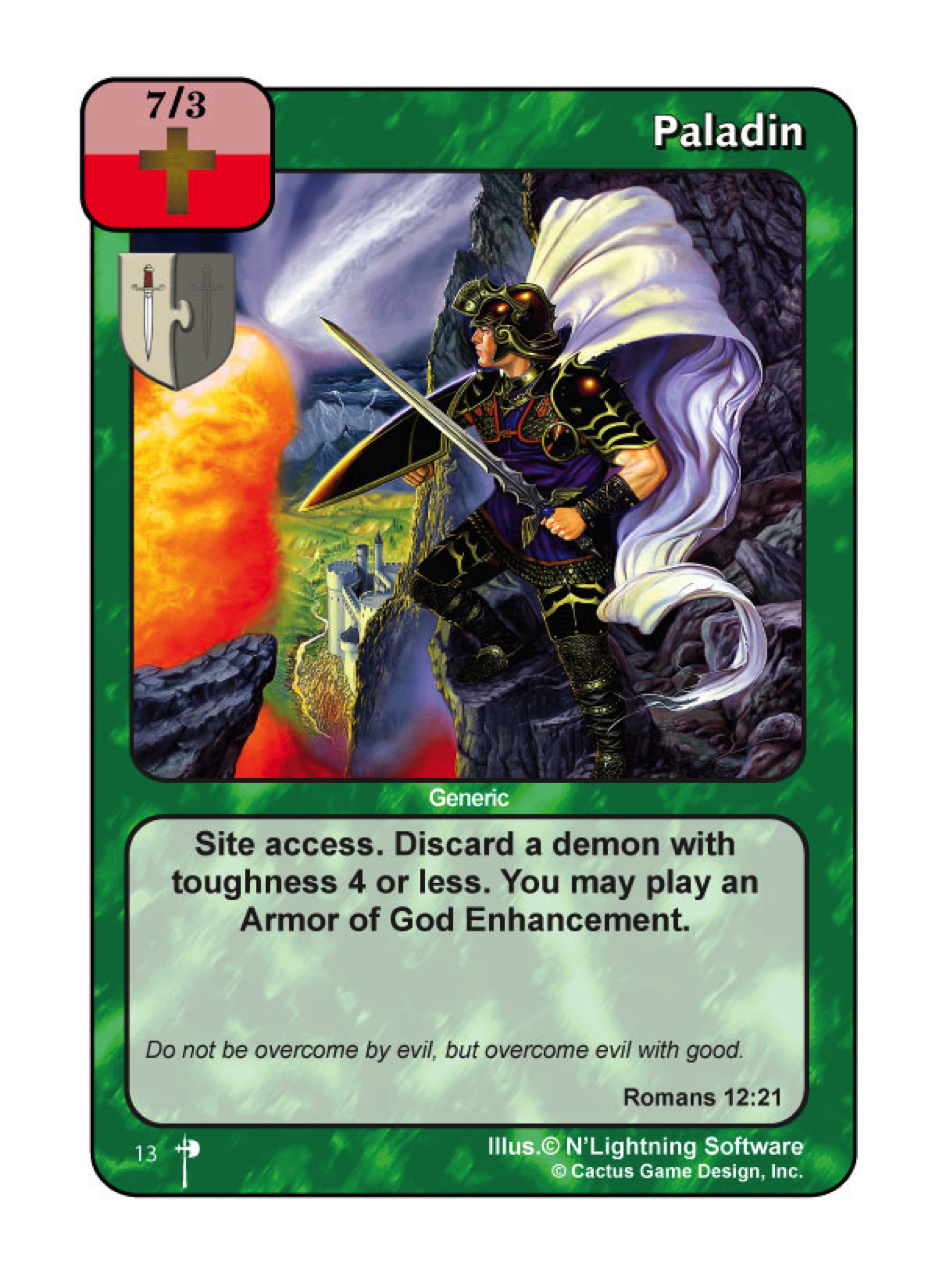 7/3
Paladin
Generic
Site access. Discard a demon with
toughness 4 or less. You may play an
Armor of God Enhancement.
Do not be overcome by evil, but overcome evil with good.
Romans 12:21
13
Illus.© N'Lightning Software
© Cactus Game Design, Inc.